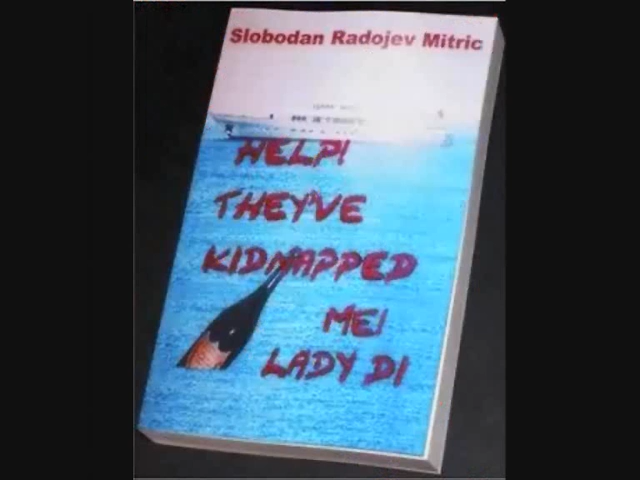 Slobodan Radojev Mitric
HELP!
THEY'VE
KIDNAPPED
ME!
LADY DI